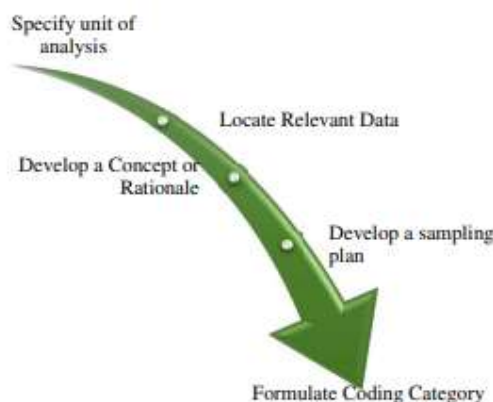 Specify unit of
analysis
Locate Relevant Data
Develop a Concept or
Rationale
Develop a sampling
plan
Formulate Coding Category